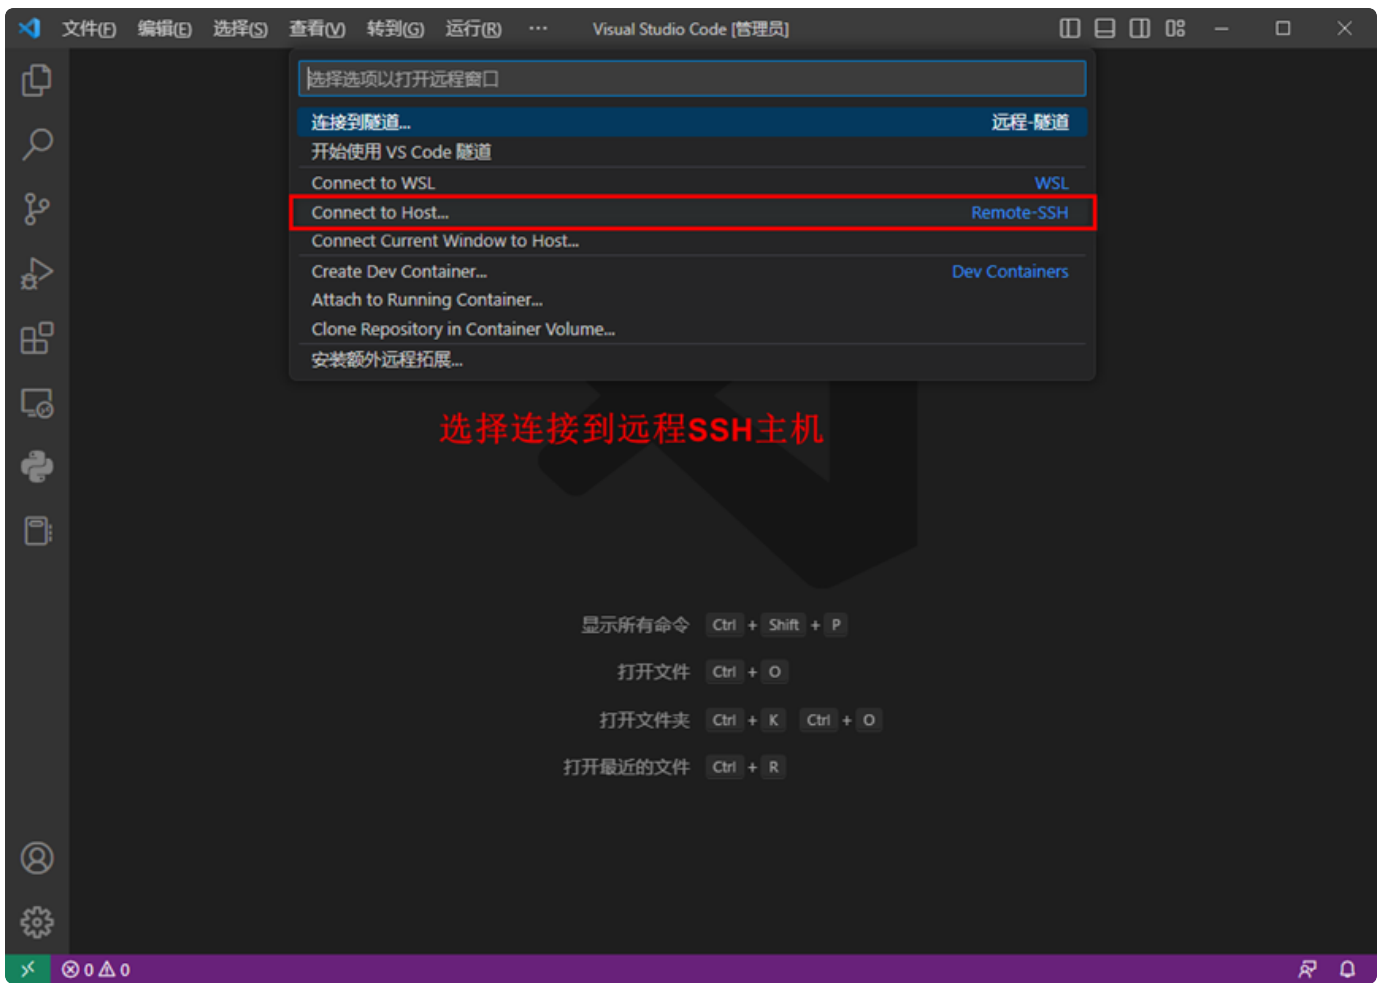 文件(F) 编辑(E) 选择(S) 查看(V) 转到(G) 运行(R) ··· Visual Studio Code [管理员]
选择选项以打开远程窗口
连接到隧道... 远程-隧道
开始使用 VS Code 隧道
Connect to WSL WSL
Connect to Host... Remote-SSH
Connect Current Window to Host...
Create Dev Container... Dev Containers
Attach to Running Container...
Clone Repository in Container Volume...
安装额外远程拓展...
选择连接到远程SSH主机
显示所有命令 Ctrl + Shift + P
打开文件 Ctrl + O
打开文件夹 Ctrl + K Ctrl + O
打开最近的文件 Ctrl + R
0 0